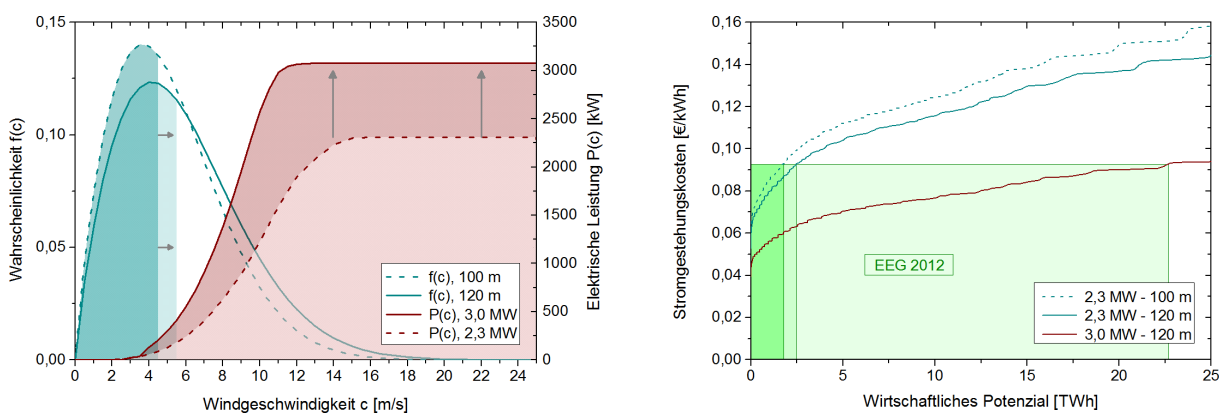 0,15
0,10
0,05
0,00
Wahrscheinlichkeit f(c)
0 2 4 6 8 10 12 14 16 18 20 22 24
Windgeschwindigkeit c [m/s]
3500
3000
2500
2000
1500
1000
500
0
Elektrische Leistung P(c) [kW]
f(c), 100 m
f(c), 120 m
P(c), 3,0 MW
P(c), 2,3 MW
0,16
0,14
0,12
0,10
0,08
0,06
0,04
0,02
0,00
Stromgestehungskosten [€/kWh]
EEG 2012
2,3 MW - 100 m
2,3 MW - 120 m
3,0 MW - 120 m
0 5 10 15 20 25
Wirtschaftliches Potenzial [TWh]